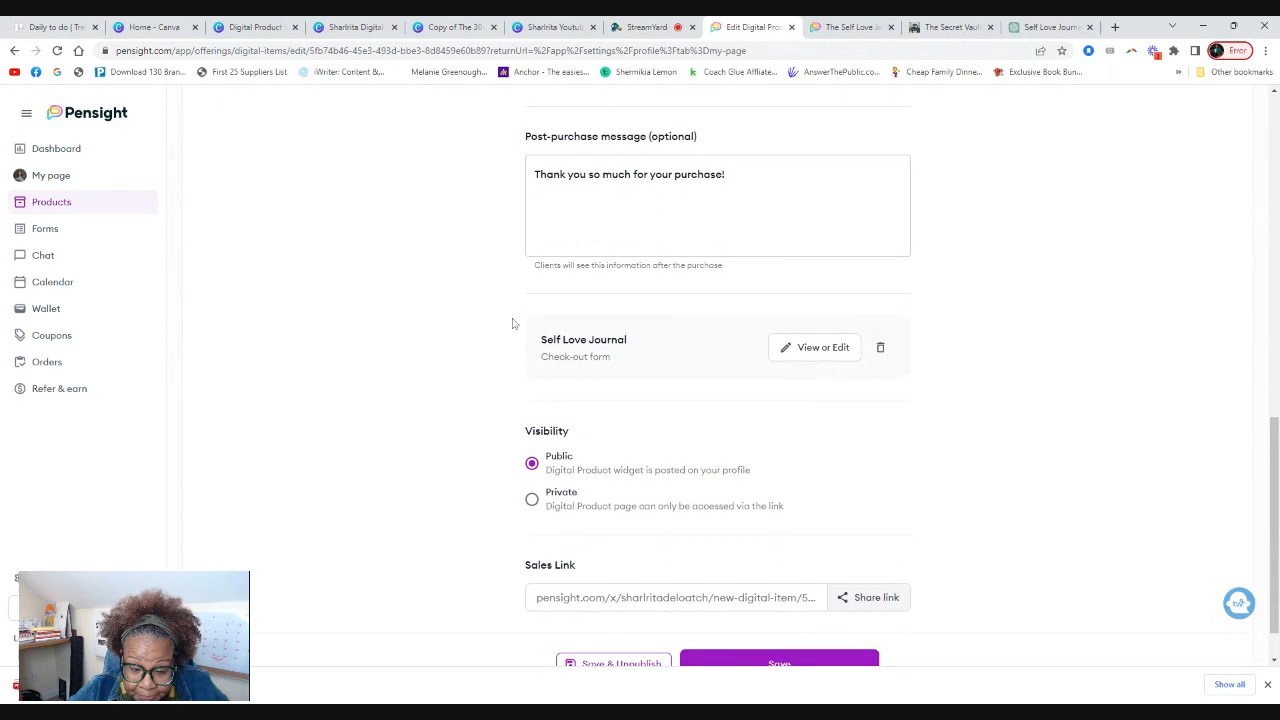 Daily to do | Trel
Home - Canva
Digital Product
Sharlrita Digital
Copy of The 30
Sharlrita Youtub
StreamYard
Edit Digital Proc
The Self Love Jo
The Secret Vault
Self Love Journa
pensight.com/app/offerings/digital-items/edit/5fb74b46-45e3-493d-bbe3-8d8459e60b89?returnUrl=%2Fapp%2Fsettings%2Fprofile%3Ftab%3Dmy-page
Error
Download 130 Bran...
First 25 Suppliers List
iWriter: Content &...
Melanie Greenough...
Anchor - The easies...
Shermikia Lemon
Coach Glue Affliate...
AnswerThePublic.co...
Cheap Family Dinne...
Exclusive Book Bun...
»
Other bookmarks
Pensight
Dashboard
My page
Products
Forms
Chat
Calendar
Wallet
Coupons
Orders
Refer & earn
Post-purchase message (optional)
Thank you so much for your purchase!
Clients will see this information after the purchase
Self Love Journal
Check-out form
View or Edit
Visibility
Public
Digital Product widget is posted on your profile
Private
Digital Product page can only be accessed via the link
Sales Link
pensight.com/x/sharlritadeloatch/new-digital-item/5...
Share link
Save & Unpublish
Save
Show all